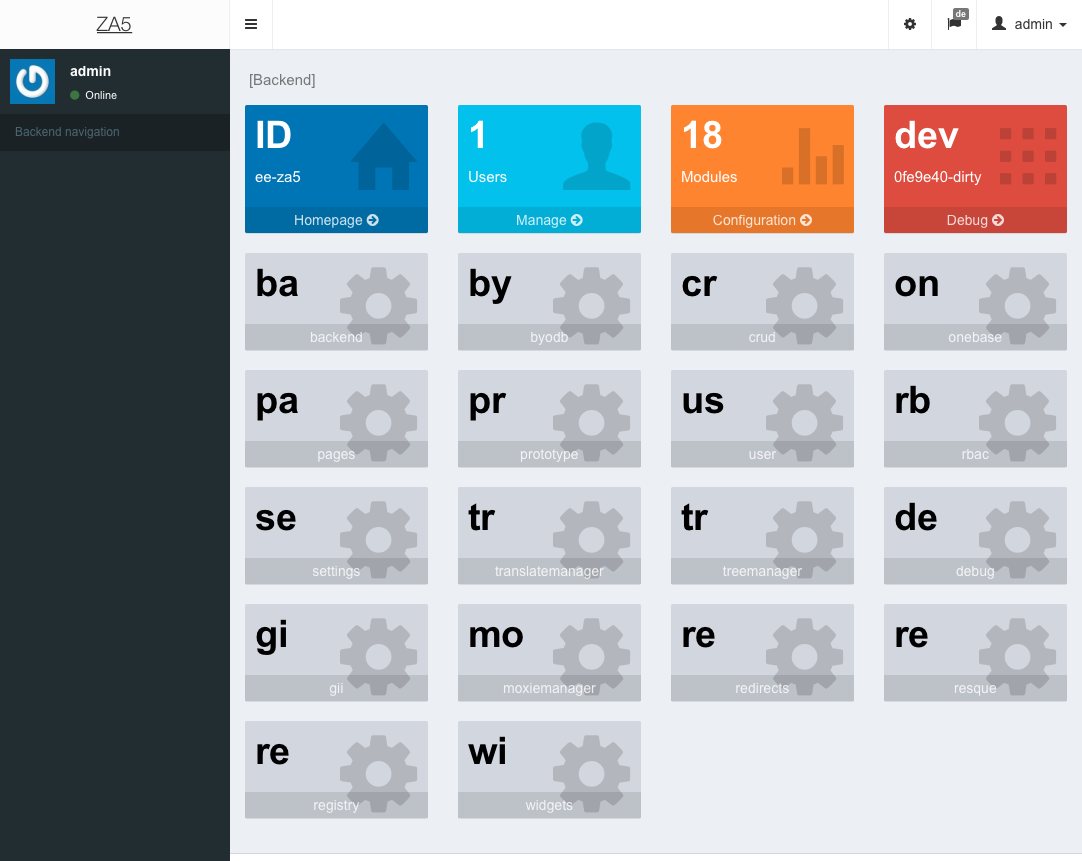 ZA5
de
admin
admin
Online
Backend navigation
[Backend]
ID
ee-za5
Homepage
1
Users
Manage
18
Modules
Configuration
dev
0fe9e40-dirty
Debug
ba
backend
by
byodb
cr
crud
on
onebase
pa
pages
pr
prototype
us
user
rb
rbac
se
settings
tr
translatemanager
tr
treemanager
de
debug
gi
gii
mo
moxiemanager
re
redirects
re
resque
re
registry
wi
widgets